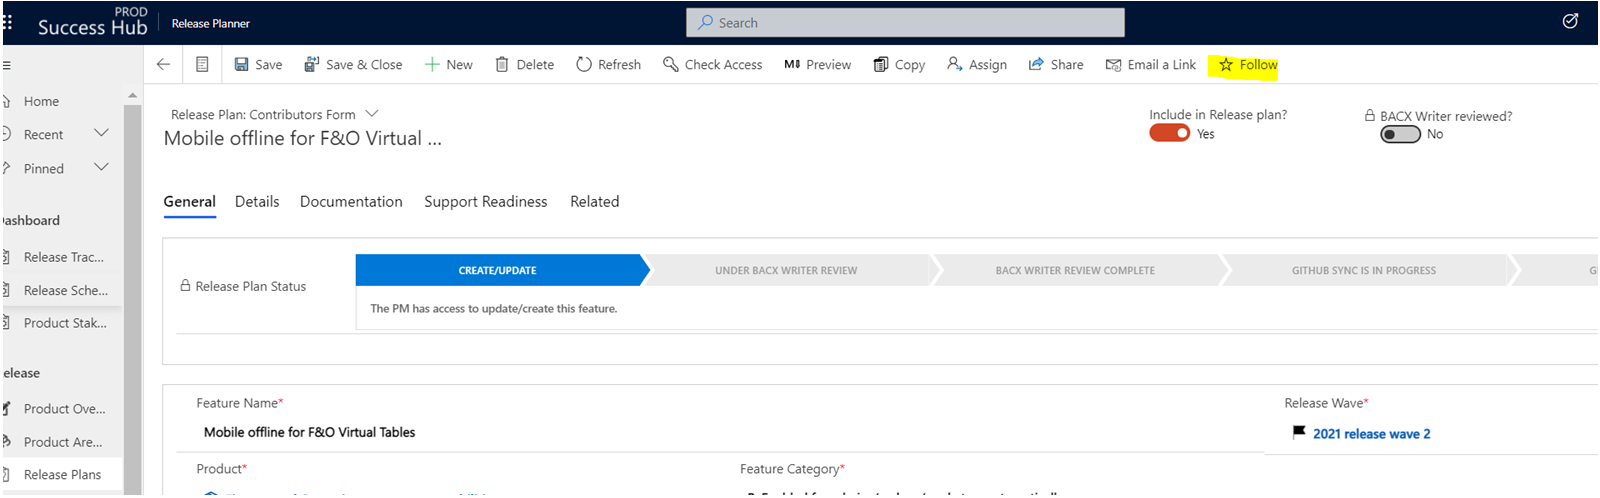 PROD
Success Hub
Release Planner
Search
Save
Save & Close
New
Delete
Refresh
Check Access
M↓ Preview
Copy
Assign
Share
Email a Link
Follow
Home
Recent
Pinned
Dashboard
Release Trac...
Release Sche...
Product Stak...
Release
Product Ove...
Product Are...
Release Plans
Release Plan: Contributors Form
Mobile offline for F&O Virtual ...
Include in Release plan?
Yes
BACX Writer reviewed?
No
General
Details
Documentation
Support Readiness
Related
Release Plan Status
CREATE/UPDATE
UNDER BACX WRITER REVIEW
BACX WRITER REVIEW COMPLETE
GITHUB SYNC IS IN PROGRESS
G
The PM has access to update/create this feature.
Feature Name*
Mobile offline for F&O Virtual Tables
Release Wave*
2021 release wave 2
Product*
Feature Category*